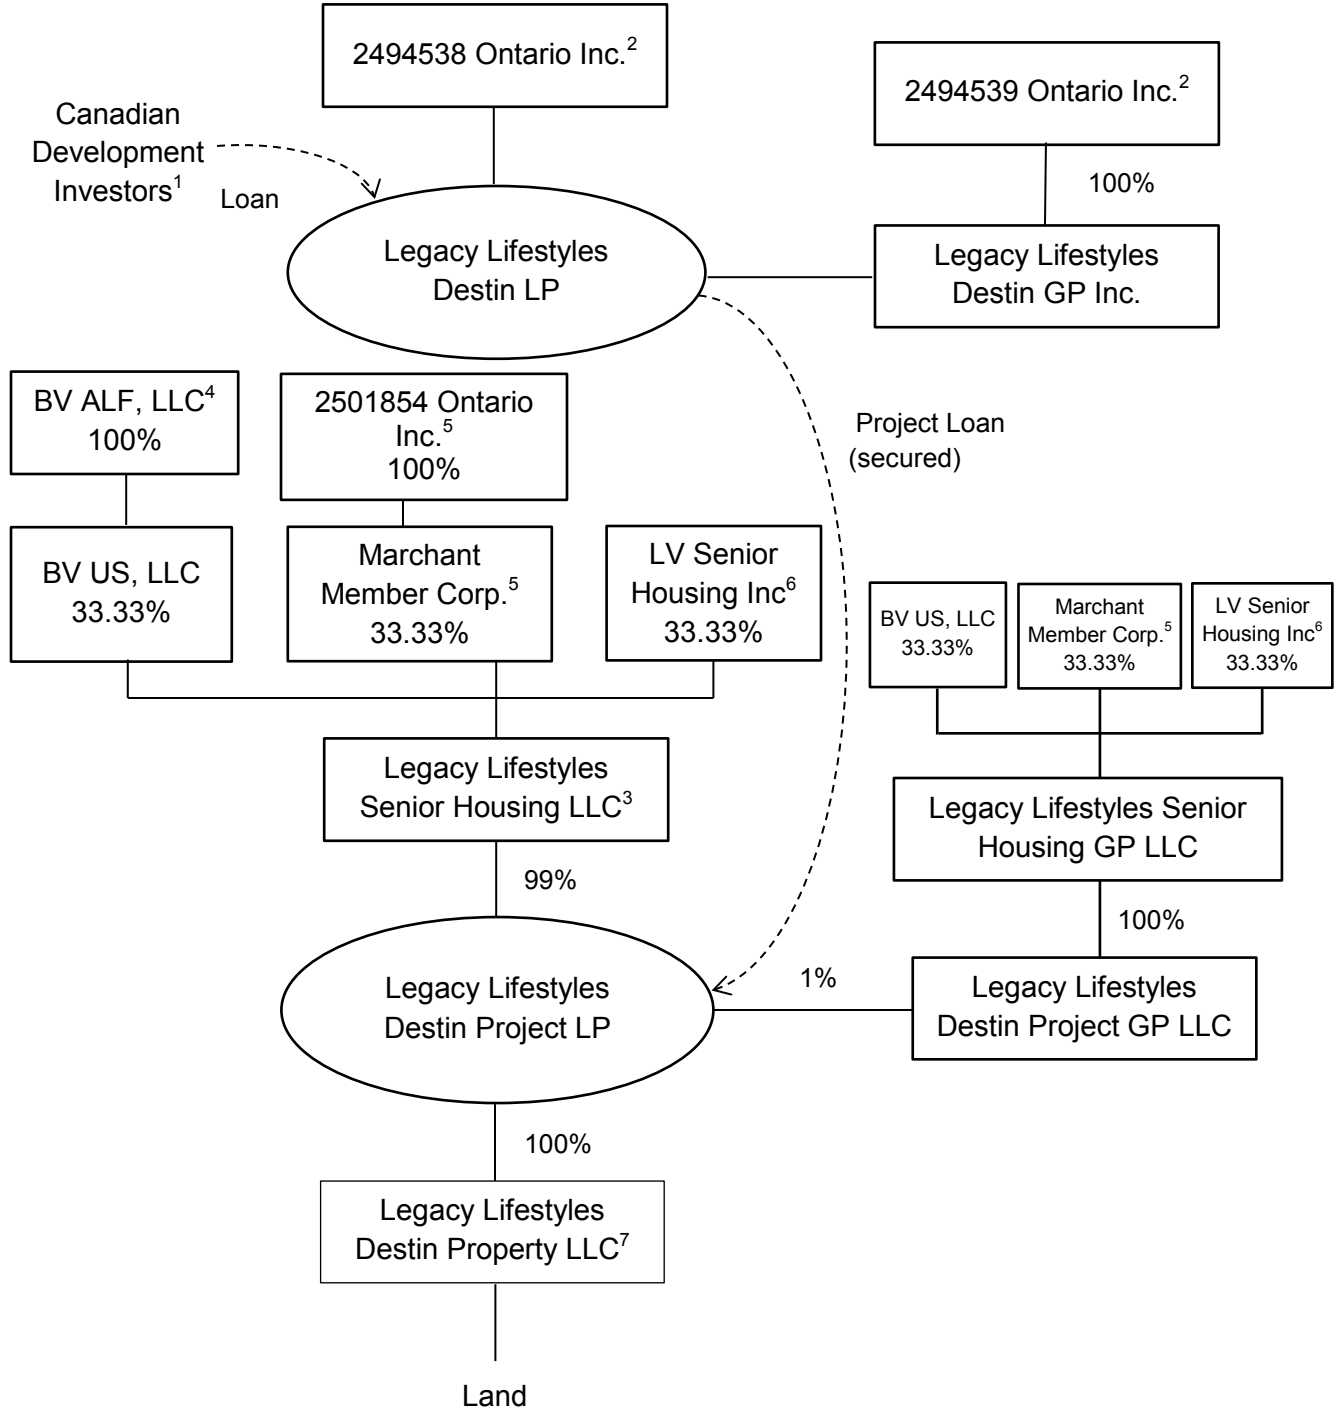 2494538 Ontario Inc.²
2494539 Ontario Inc.²
Canadian
Development
Investors¹
Loan
100%
Legacy Lifestyles
Destin LP
Legacy Lifestyles
Destin GP Inc.
BV ALF, LLC⁴
100%
2501854 Ontario
Inc.⁵
100%
Project Loan
(secured)
BV US, LLC
33.33%
Marchant
Member Corp.⁵
33.33%
LV Senior
Housing Inc⁶
33.33%
BV US, LLC
33.33%
Marchant
Member Corp.⁵
33.33%
LV Senior
Housing Inc⁶
33.33%
Legacy Lifestyles
Senior Housing LLC³
Legacy Lifestyles Senior
Housing GP LLC
99%
100%
Legacy Lifestyles
Destin Project LP
1%
Legacy Lifestyles
Destin Project GP LLC
100%
Legacy Lifestyles
Destin Property LLC⁷
Land